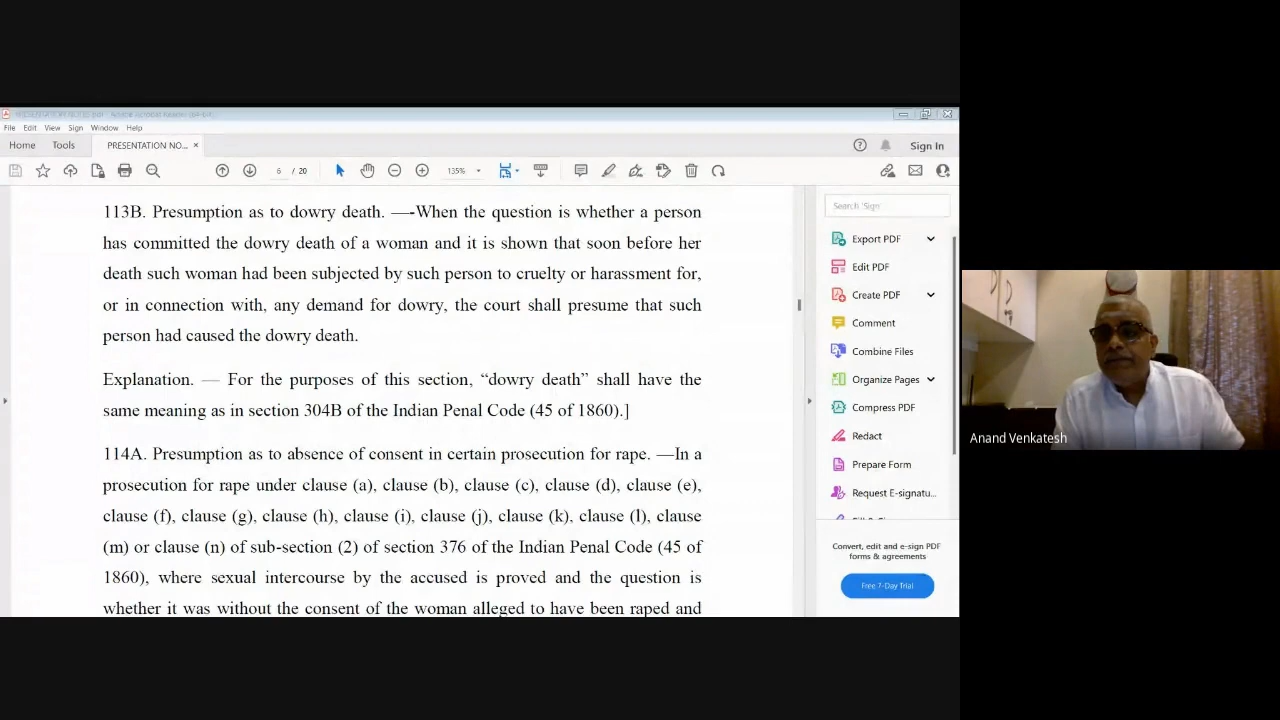 PRESENTATION NOTES.pdf - Adobe Acrobat Reader (64-bit)
File Edit View Sign Window Help
Home Tools PRESENTATION NO... × Sign In
6 / 20 135%
113B. Presumption as to dowry death. —-When the question is whether a person
has committed the dowry death of a woman and it is shown that soon before her
death such woman had been subjected by such person to cruelty or harassment for,
or in connection with, any demand for dowry, the court shall presume that such
person had caused the dowry death.
Explanation. — For the purposes of this section, “dowry death” shall have the
same meaning as in section 304B of the Indian Penal Code (45 of 1860).]
114A. Presumption as to absence of consent in certain prosecution for rape. —In a
prosecution for rape under clause (a), clause (b), clause (c), clause (d), clause (e),
clause (f), clause (g), clause (h), clause (i), clause (j), clause (k), clause (l), clause
(m) or clause (n) of sub-section (2) of section 376 of the Indian Penal Code (45 of
1860), where sexual intercourse by the accused is proved and the question is
whether it was without the consent of the woman alleged to have been raped and
Search 'Sign'
Export PDF
Edit PDF
Create PDF
Comment
Combine Files
Organize Pages
Compress PDF
Redact
Prepare Form
Request E-signatu...
Convert, edit and e-sign PDF
forms & agreements
Free 7-Day Trial
Anand Venkatesh